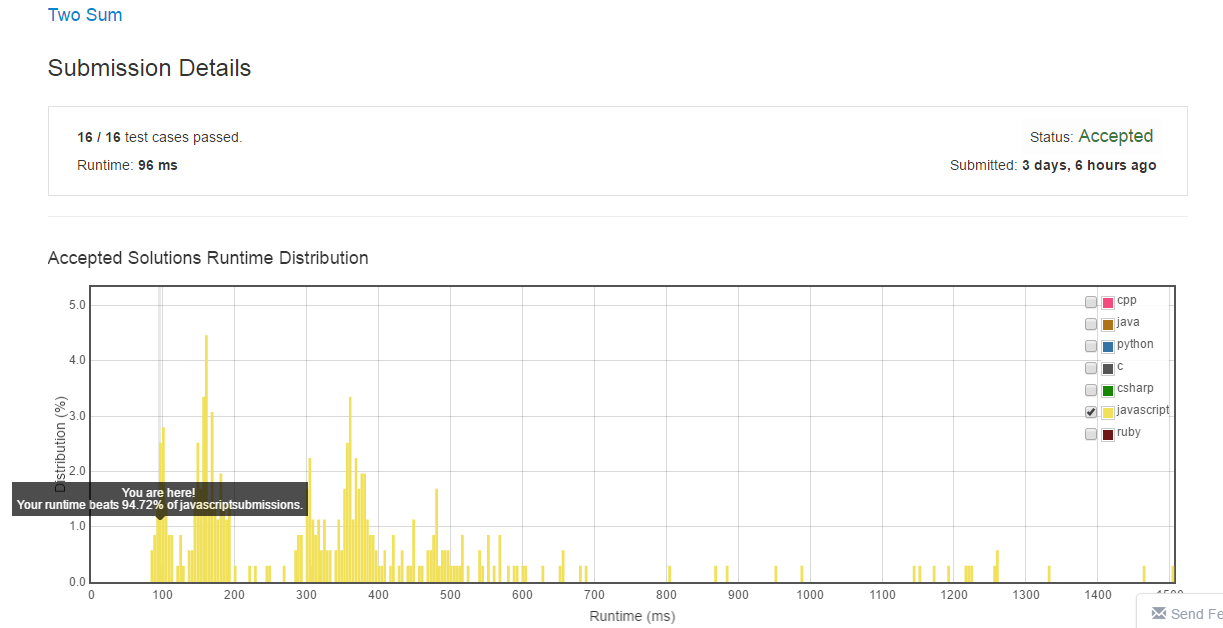 Two Sum
Submission Details
16 / 16 test cases passed.
Status: Accepted
Runtime: 96 ms
Submitted: 3 days, 6 hours ago
Accepted Solutions Runtime Distribution
5.0
4.0
3.0
2.0
1.0
0.0
Distribution (%)
cpp
java
python
c
csharp
javascript
ruby
You are here!
Your runtime beats 94.72% of javascriptsubmissions.
0 100 200 300 400 500 600 700 800 900 1000 1100 1200 1300 1400 1500
Runtime (ms)
Send Fe